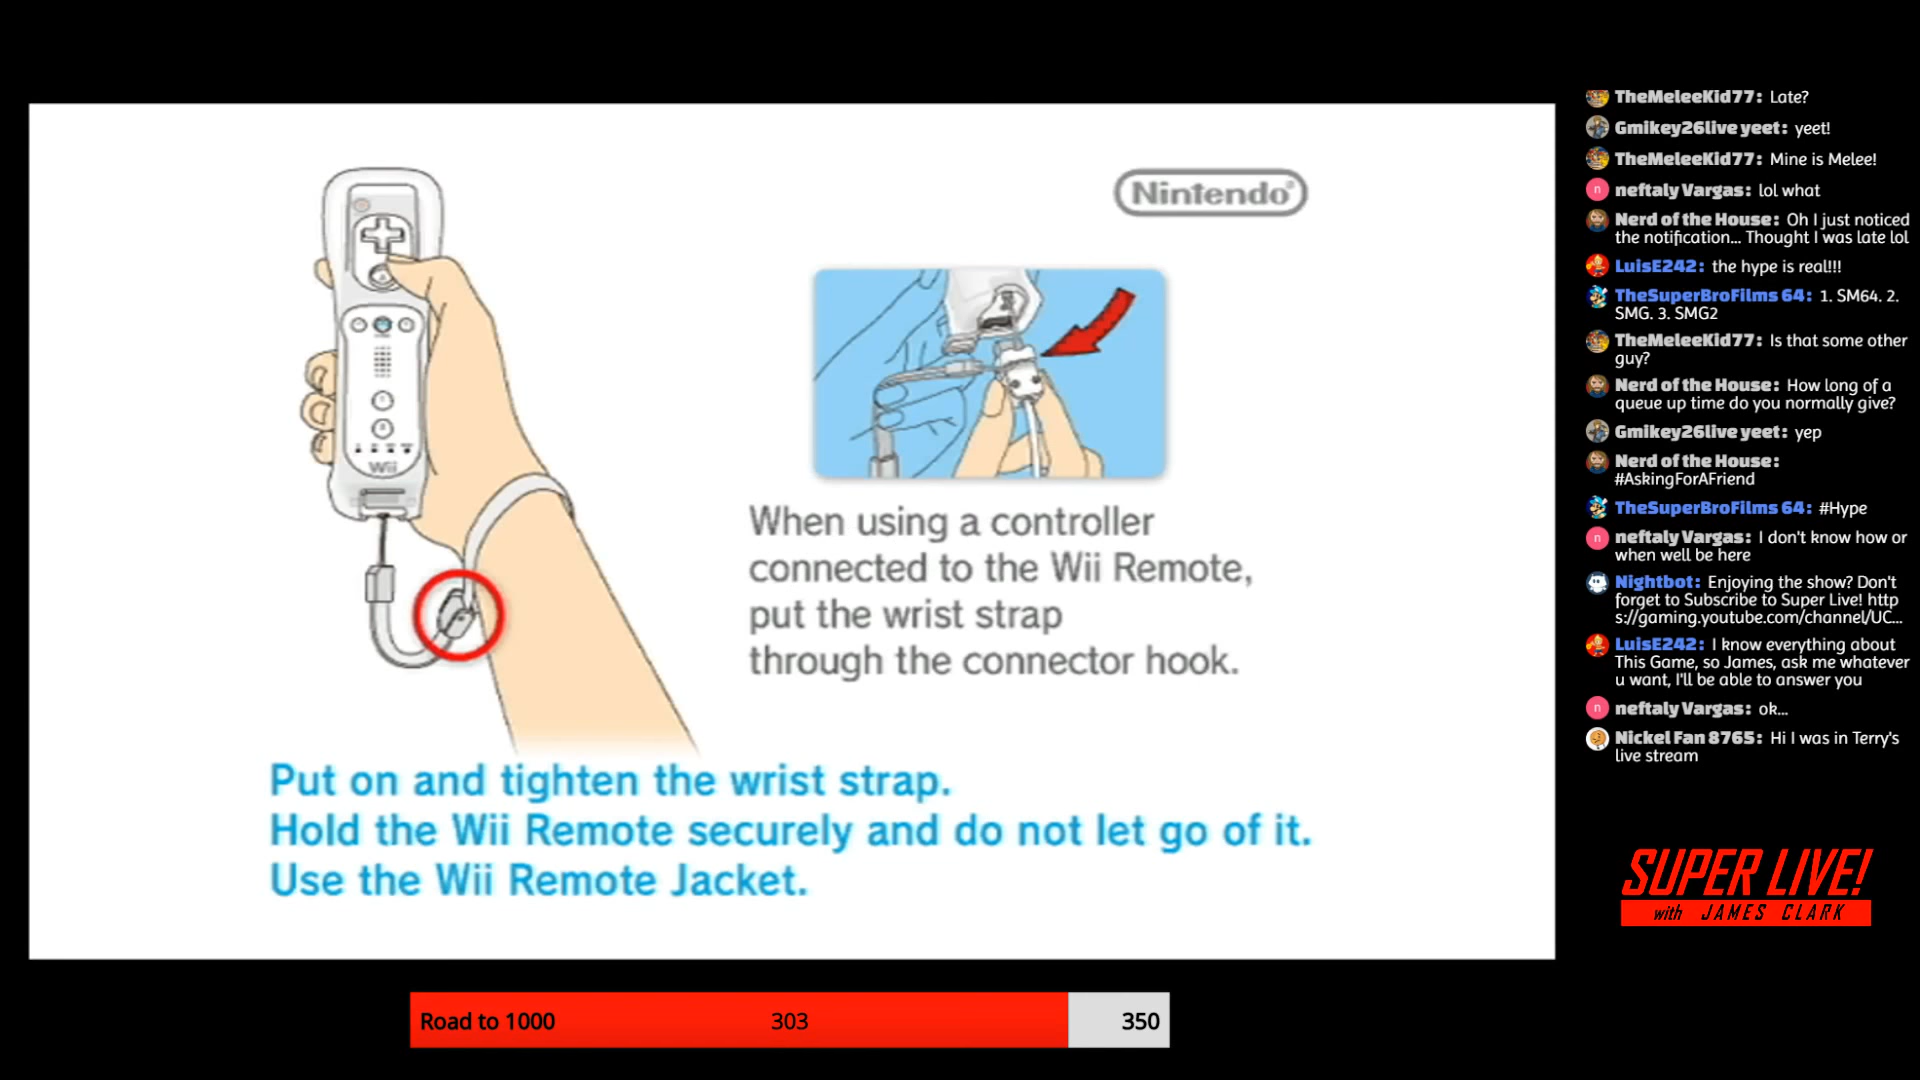 Nintendo®
Wii
When using a controller
connected to the Wii Remote,
put the wrist strap
through the connector hook.
Put on and tighten the wrist strap.
Hold the Wii Remote securely and do not let go of it.
Use the Wii Remote Jacket.
Road to 1000 303 350
TheMeleeKid77: Late?
Gmikey26live yeet: yeet!
TheMeleeKid77: Mine is Melee!
n neftaly Vargas: lol what
Nerd of the House: Oh I just noticed
the notification... Thought I was late lol
LuisE242: the hype is real!!!
TheSuperBroFilms 64: 1. SM64. 2.
SMG. 3. SMG2
TheMeleeKid77: Is that some other
guy?
Nerd of the House: How long of a
queue up time do you normally give?
Gmikey26live yeet: yep
Nerd of the House:
#AskingForAFriend
TheSuperBroFilms 64: #Hype
n neftaly Vargas: I don't know how or
when well be here
Nightbot: Enjoying the show? Don't
forget to Subscribe to Super Live! http
s://gaming.youtube.com/channel/UC...
LuisE242: I know everything about
This Game, so James, ask me whatever
u want, I'll be able to answer you
n neftaly Vargas: ok...
Nickel Fan 8765: Hi I was in Terry's
live stream
SUPER LIVE!
with JAMES CLARK